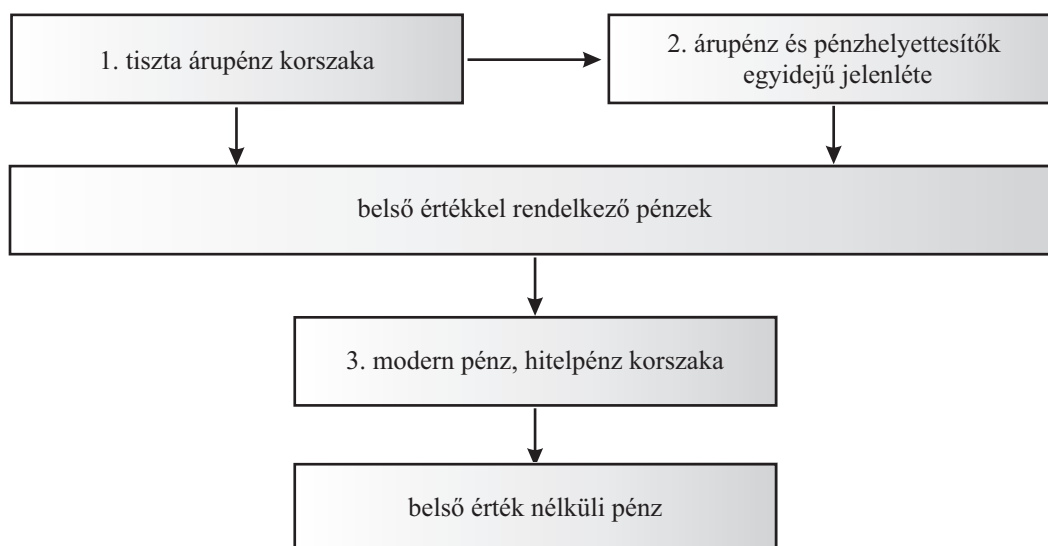 1. tiszta árupénz korszaka
2. árupénz és pénzhelyettesítők
egyidejű jelenléte
belső értékkel rendelkező pénzek
3. modern pénz, hitelpénz korszaka
belső érték nélküli pénz